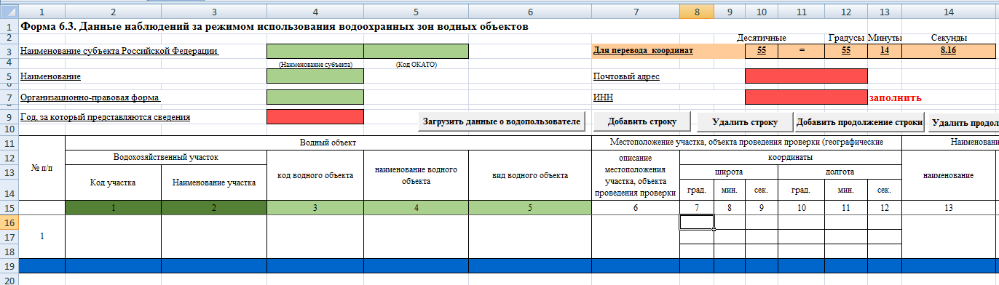 1 2 3 4 5 6 7 8 9 10 11 12 13 14
1 Форма 6.3. Данные наблюдений за режимом использования водоохранных зон водных объектов
2 Десятичные Градусы Минуты Секунды
3 Наименование субъекта Российской Федерации Для перевода координат 55 = 55 14 8.16
4 (Наименование субъекта) (Код ОКАТО)
5 Наименование Почтовый адрес
7 Организационно-правовая форма ИНН заполнить
9 Год, за который представляются сведения Загрузить данные о водопользователе Добавить строку Удалить строку Добавить продолжение строки Удалить продол
10
11 Водный объект Местоположение участка, объекта проведения проверки (географические Наименовани
12 № п/п Водохозяйственный участок код водного объекта наименование водного объекта вид водного объекта описание местоположения участка, объекта проведения проверки координаты наименование
13 Код участка Наименование участка широта долгота
14 град. мин. сек. град. мин. сек.
15 1 2 3 4 5 6 7 8 9 10 11 12 13
16
17 1
18
19
20